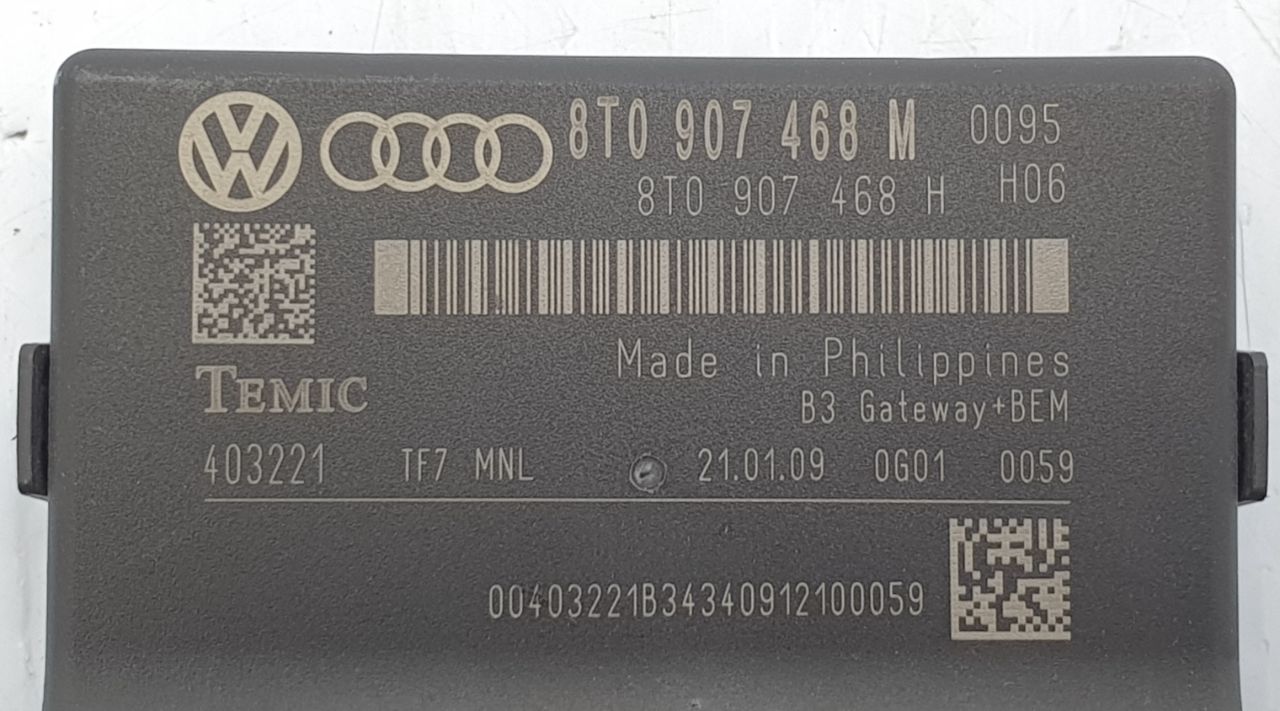 8T0 907 468 M 0095
8T0 907 468 H H06
Made in Philippines
TEMIC
B3 Gateway+BEM
403221 TF7 MNL 21.01.09 0G01 0059
00403221B34340912100059